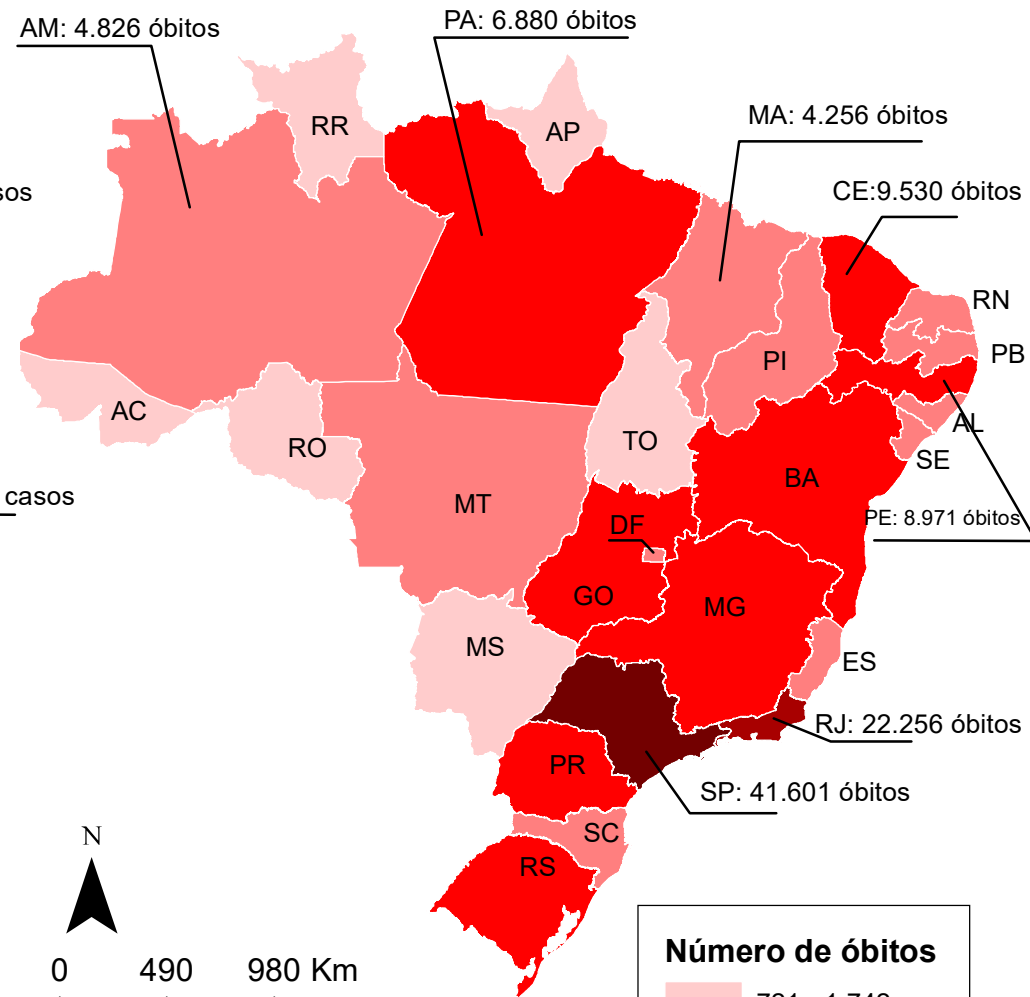 AM: 4.826 óbitos
PA: 6.880 óbitos
RR
AP
MA: 4.256 óbitos
CE:9.530 óbitos
RN
PB
PI
AC
RO
TO
AL
SE
BA
casos
MT
PE: 8.971 óbitos
DF
GO
MG
MS
ES
RJ: 22.256 óbitos
PR
SP: 41.601 óbitos
SC
RS
N
0 490 980 Km
Número de óbitos